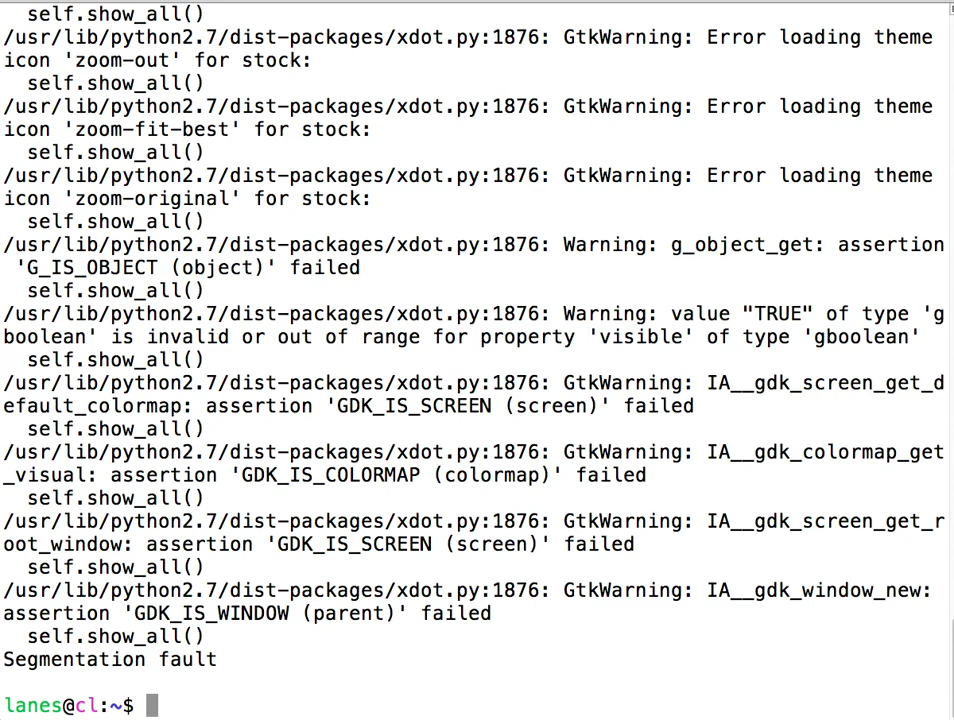 self.show_all()
/usr/lib/python2.7/dist-packages/xdot.py:1876: GtkWarning: Error loading theme
icon 'zoom-out' for stock:
  self.show_all()
/usr/lib/python2.7/dist-packages/xdot.py:1876: GtkWarning: Error loading theme
icon 'zoom-fit-best' for stock:
  self.show_all()
/usr/lib/python2.7/dist-packages/xdot.py:1876: GtkWarning: Error loading theme
icon 'zoom-original' for stock:
  self.show_all()
/usr/lib/python2.7/dist-packages/xdot.py:1876: Warning: g_object_get: assertion
 'G_IS_OBJECT (object)' failed
  self.show_all()
/usr/lib/python2.7/dist-packages/xdot.py:1876: Warning: value "TRUE" of type 'g
boolean' is invalid or out of range for property 'visible' of type 'gboolean'
  self.show_all()
/usr/lib/python2.7/dist-packages/xdot.py:1876: GtkWarning: IA__gdk_screen_get_d
efault_colormap: assertion 'GDK_IS_SCREEN (screen)' failed
  self.show_all()
/usr/lib/python2.7/dist-packages/xdot.py:1876: GtkWarning: IA__gdk_colormap_get
_visual: assertion 'GDK_IS_COLORMAP (colormap)' failed
  self.show_all()
/usr/lib/python2.7/dist-packages/xdot.py:1876: GtkWarning: IA__gdk_screen_get_r
oot_window: assertion 'GDK_IS_SCREEN (screen)' failed
  self.show_all()
/usr/lib/python2.7/dist-packages/xdot.py:1876: GtkWarning: IA__gdk_window_new:
assertion 'GDK_IS_WINDOW (parent)' failed
  self.show_all()
Segmentation fault
lanes@cl:~$